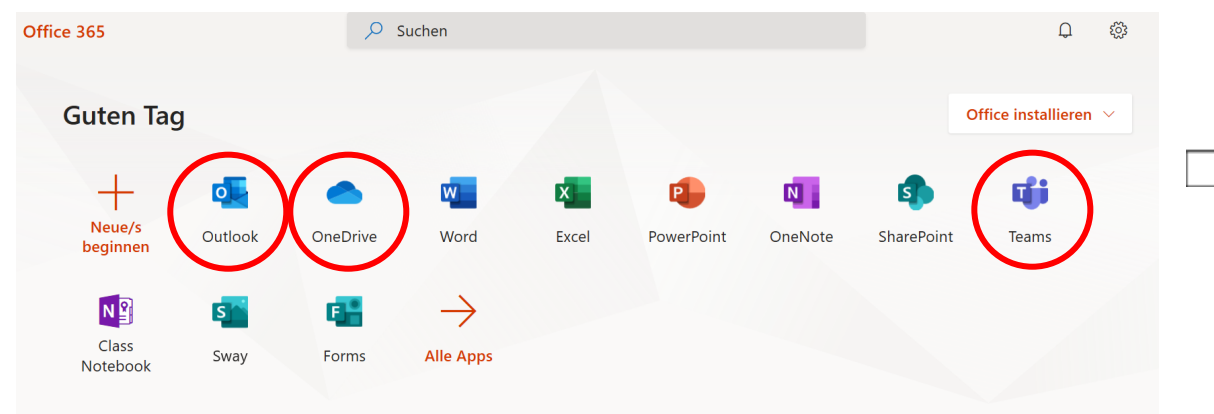 Office 365
Suchen
Guten Tag
Office installieren
Neue/s
beginnen
Outlook
OneDrive
Word
Excel
PowerPoint
OneNote
SharePoint
Teams
Class
Notebook
Sway
Forms
Alle Apps